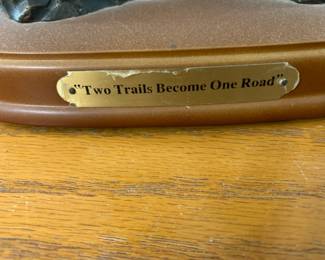 "Two Trails Become One Road"